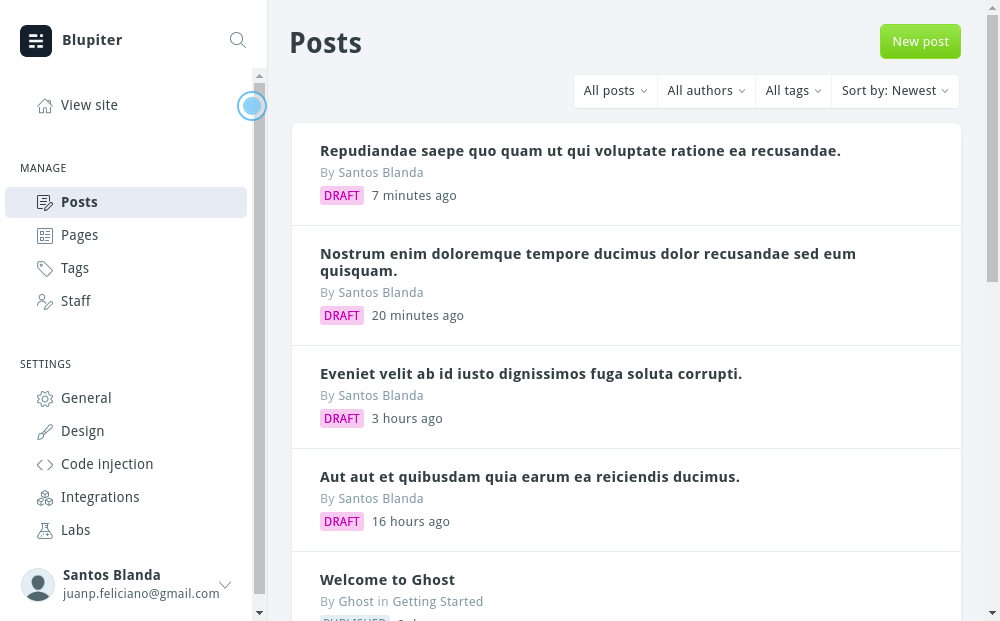 Blupiter
View site
MANAGE
Posts
Pages
Tags
Staff
SETTINGS
General
Design
Code injection
Integrations
Labs
Santos Blanda
juanp.feliciano@gmail.com
Posts
New post
All posts
All authors
All tags
Sort by: Newest
Repudiandae saepe quo quam ut qui voluptate ratione ea recusandae.
By Santos Blanda
DRAFT 7 minutes ago
Nostrum enim doloremque tempore ducimus dolor recusandae sed eum
quisquam.
By Santos Blanda
DRAFT 20 minutes ago
Eveniet velit ab id iusto dignissimos fuga soluta corrupti.
By Santos Blanda
DRAFT 3 hours ago
Aut aut et quibusdam quia earum ea reiciendis ducimus.
By Santos Blanda
DRAFT 16 hours ago
Welcome to Ghost
By Ghost in Getting Started
PUBLISHED